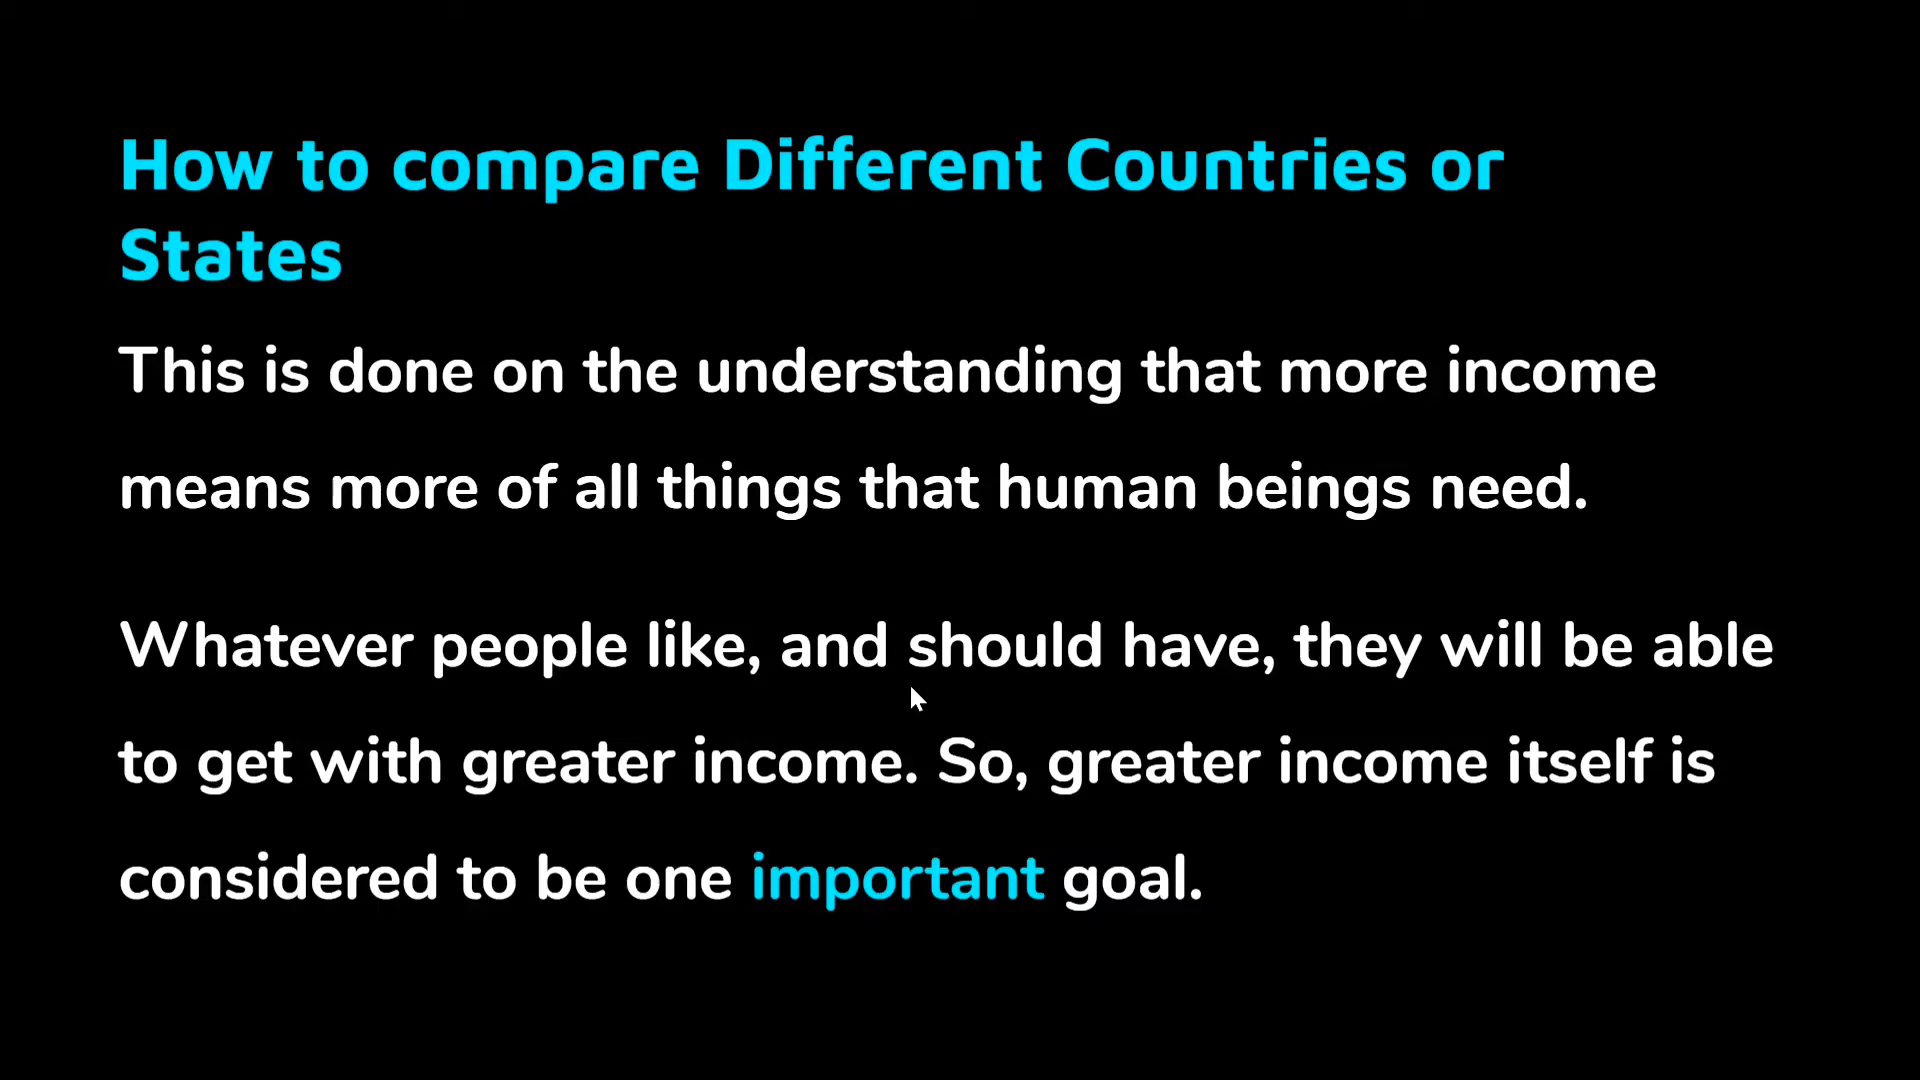 How to compare Different Countries or
States
This is done on the understanding that more income
means more of all things that human beings need.
Whatever people like, and should have, they will be able
to get with greater income. So, greater income itself is
considered to be one important goal.